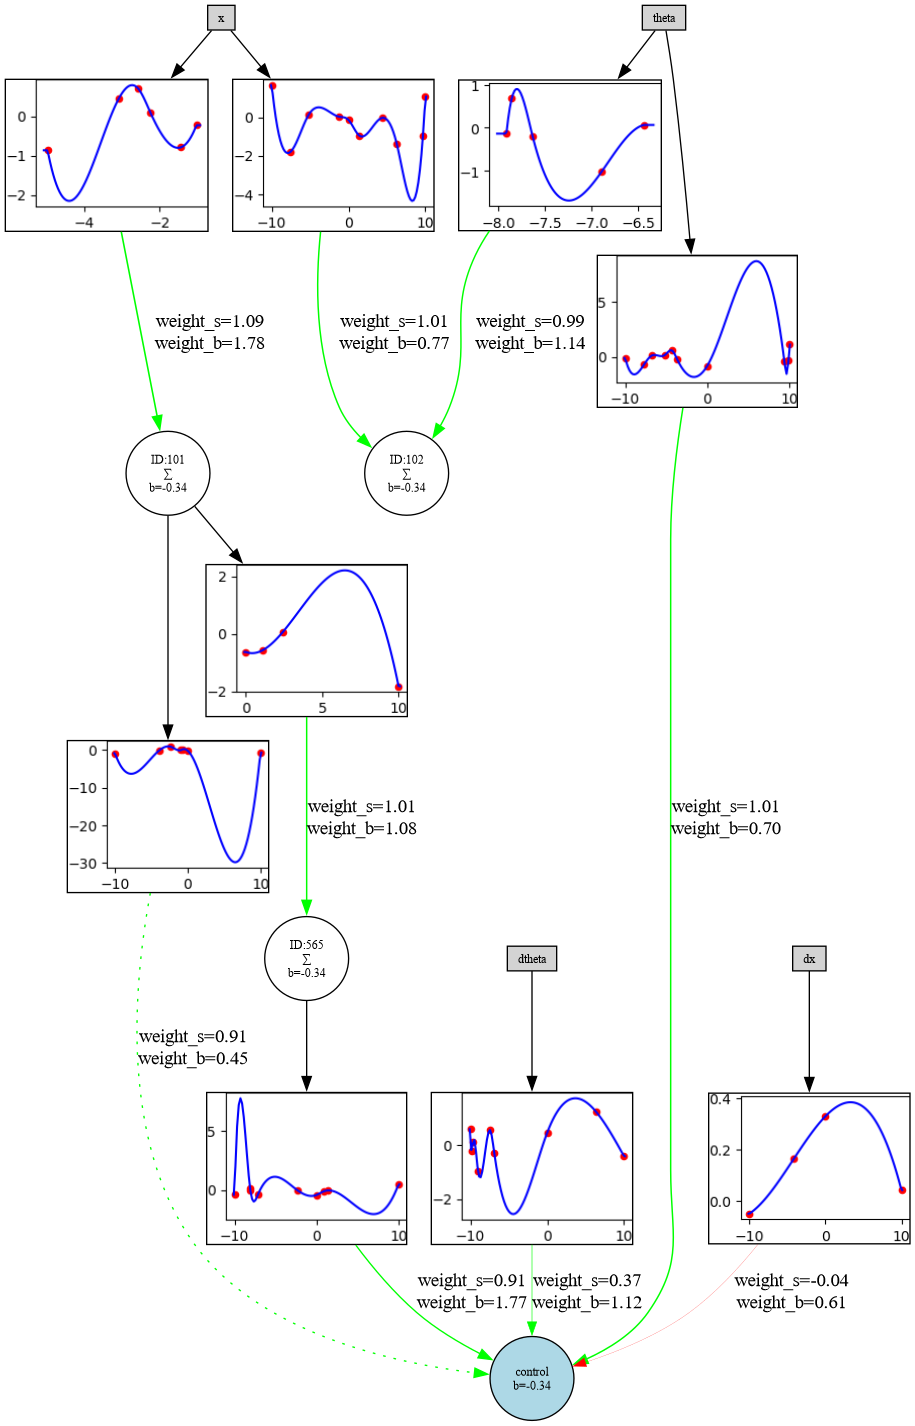 x
theta
0
−1
−2
−4
−2
0
−2
−4
−10
0
10
1
0
−1
−8.0
−7.5
−7.0
−6.5
5
0
−10
0
10
weight_s=1.09
weight_b=1.78
weight_s=1.01
weight_b=0.77
weight_s=0.99
weight_b=1.14
ID:101
∑
b=-0.34
ID:102
∑
b=-0.34
2
0
−2
0
5
10
0
−10
−20
−30
−10
0
10
weight_s=1.01
weight_b=1.08
weight_s=1.01
weight_b=0.70
ID:565
∑
b=-0.34
dtheta
dx
weight_s=0.91
weight_b=0.45
5
0
−10
0
10
0
−2
−10
0
10
0.4
0.2
0.0
−10
0
10
weight_s=0.91
weight_b=1.77
weight_s=0.37
weight_b=1.12
weight_s=-0.04
weight_b=0.61
control
b=-0.34